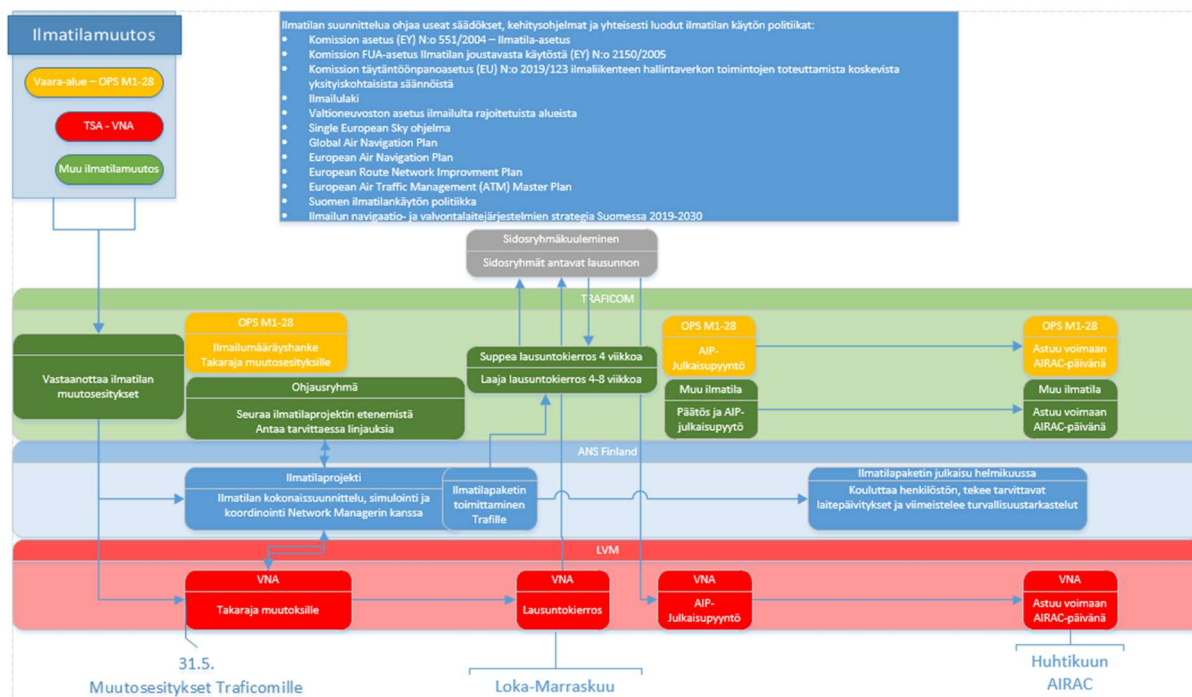 Ilmatilamuutos
Vaara-alue – OPS M1-28
TSA - VNA
Muu ilmatilamuutos
Ilmatilan suunnittelua ohjaa useat säädökset, kehitysohjelmat ja yhteisesti luodut ilmatilan käytön politiikat:
• Komission asetus (EY) N:o 551/2004 – Ilmatila-asetus
• Komission FUA-asetus Ilmatilan joustavasta käytöstä (EY) N:o 2150/2005
• Komission täytäntöönpanoasetus (EU) N:o 2019/123 ilmaliikenteen hallintaverkon toimintojen toteuttamista koskevista
yksityiskohtaisista säännöistä
• Ilmailulaki
• Valtioneuvoston asetus ilmailulta rajoitetuista alueista
• Single European Sky ohjelma
• Global Air Navigation Plan
• European Air Navigation Plan
• European Route Network Improvment Plan
• European Air Traffic Management (ATM) Master Plan
• Suomen ilmatilankäytön politiikka
• Ilmailun navigaatio- ja valvontalaitejärjestelmien strategia Suomessa 2019-2030
Sidosryhmäkuuleminen
Sidosryhmät antavat lausunnon
TRAFICOM
Vastaanottaa ilmatilan
muutosesitykset
OPS M1-28
Ilmailumääräyshanke
Takaraja muutosesityksille
Ohjausryhmä
Seuraa ilmatilaprojektin etenemistä
Antaa tarvittaessa linjauksia
Suppea lausuntokierros 4 viikkoa
Laaja lausuntokierros 4-8 viikkoa
OPS M1-28
AIP-
Julkaisupyyntö
Muu ilmatila
Päätös ja AIP-
julkaisupyytö
OPS M1-28
Astuu voimaan
AIRAC-päivänä
Muu ilmatila
Astuu voimaan
AIRAC-päivänä
ANS Finland
Ilmatilaprojekti
Ilmatilan kokonaissuunnittelu, simulointi ja
koordinointi Network Managerin kanssa
Ilmatilapaketin
toimittaminen
Trafille
Ilmatilapaketin julkaisu helmikuussa
Kouluttaa henkilöstön, tekee tarvittavat
laitepäivitykset ja viimeistelee turvallisuustarkastelut
LVM
VNA
Takaraja muutoksille
VNA
Lausuntokierros
VNA
AIP-
Julkaisupyyntö
VNA
Astuu voimaan
AIRAC-päivänä
31.5.
Muutosesitykset Traficomille
Loka-Marraskuu
Huhtikuun
AIRAC